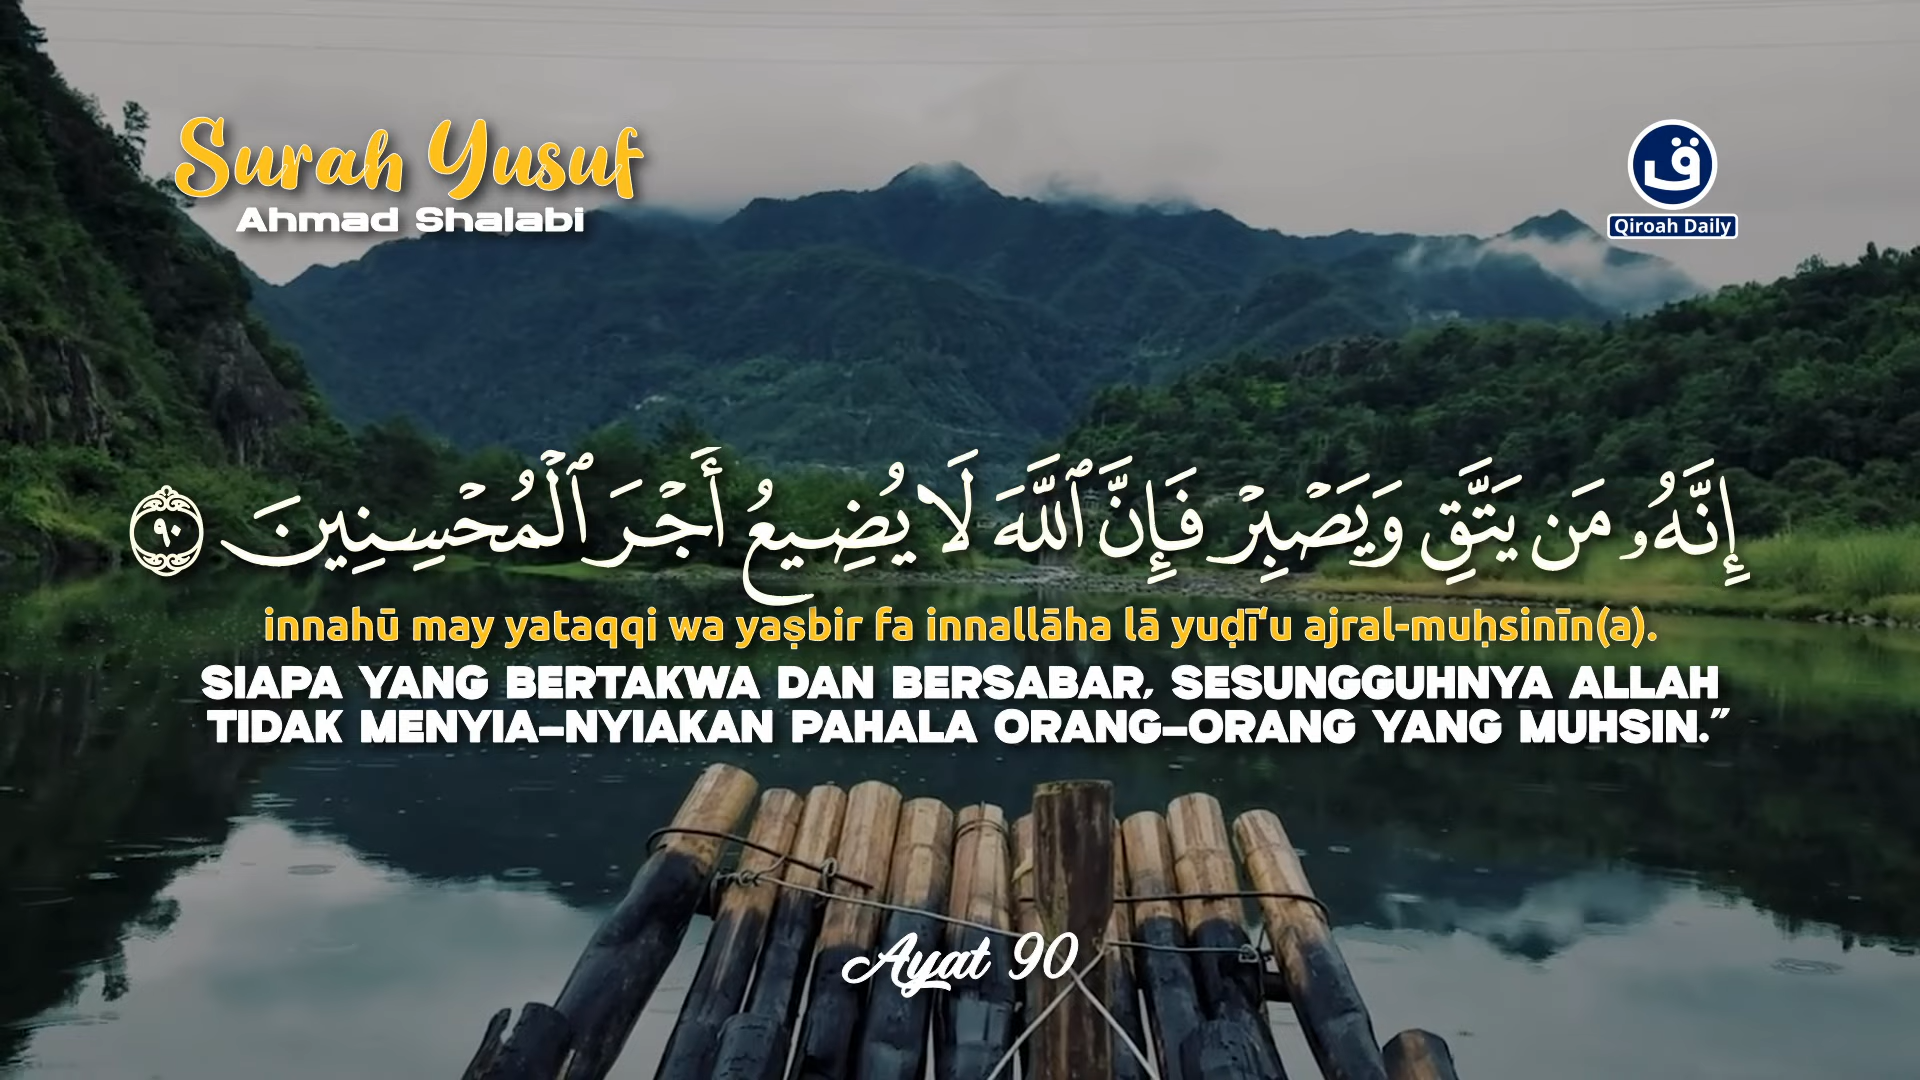 Surah Yusuf
Ahmad Shalabi
ق
Qiroah Daily
إِنَّهُۥ مَن يَتَّقِ وَيَصۡبِرۡ فَإِنَّ ٱللَّهَ لَا يُضِيعُ أَجۡرَ ٱلۡمُحۡسِنِينَ ٩٠
innahū may yataqqi wa yaṣbir fa innallāha lā yuḍī‘u ajral-muḥsinīn(a).
SIAPA YANG BERTAKWA DAN BERSABAR, SESUNGGUHNYA ALLAH
TIDAK MENYIA-NYIAKAN PAHALA ORANG-ORANG YANG MUHSIN.”
Ayat 90